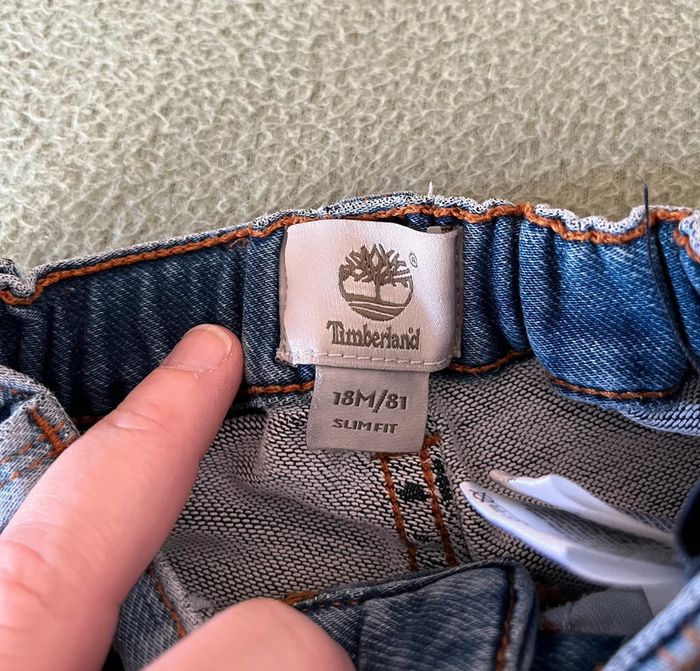 ®
Timberland
18M/81
SLIM FIT